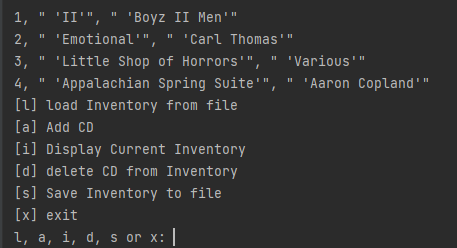 1, " 'II'", " 'Boyz II Men'"
2, " 'Emotional'", " 'Carl Thomas'"
3, " 'Little Shop of Horrors'", " 'Various'"
4, " 'Appalachian Spring Suite'", " 'Aaron Copland'"
[l] load Inventory from file
[a] Add CD
[i] Display Current Inventory
[d] delete CD from Inventory
[s] Save Inventory to file
[x] exit
l, a, i, d, s or x: